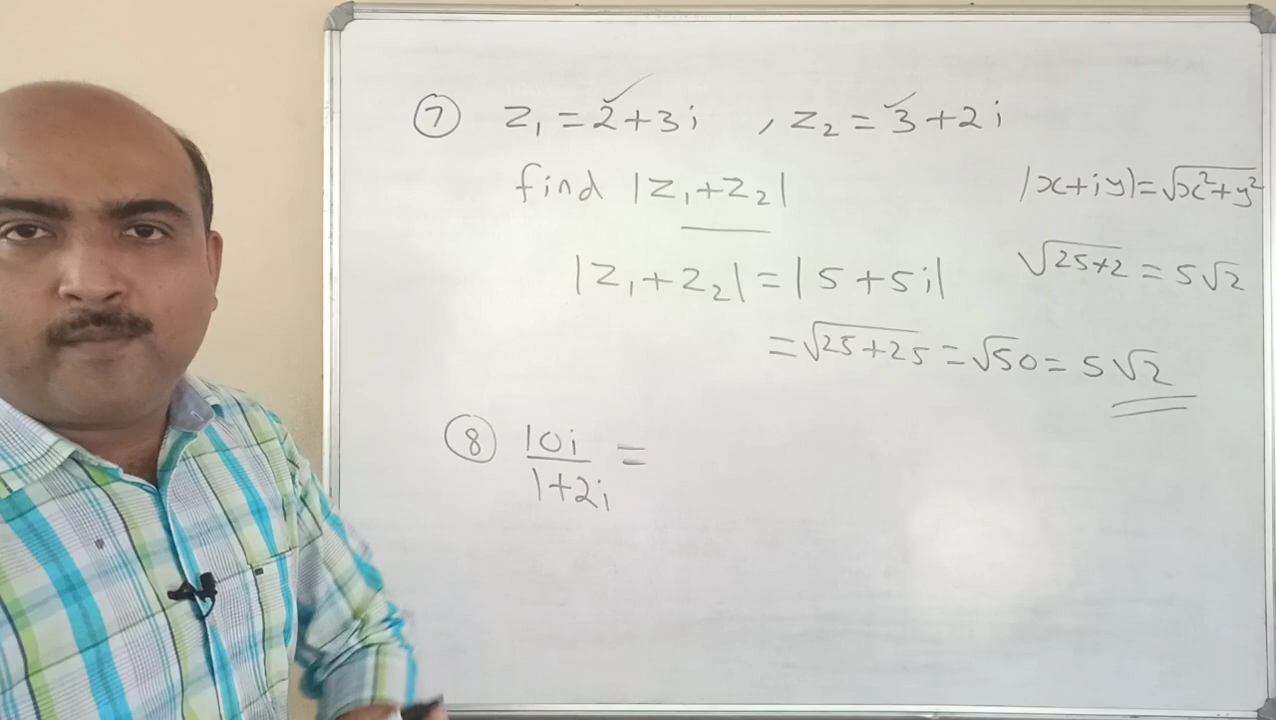 ⑦ z₁ = 2+3i , z₂ = 3+2i
find |z₁+z₂|
|x+iy| = √x²+y²
|z₁+z₂| = |5+5i|
√25×2 = 5√2
= √25+25 = √50 = 5√2
⑧ 10i/1+2i =